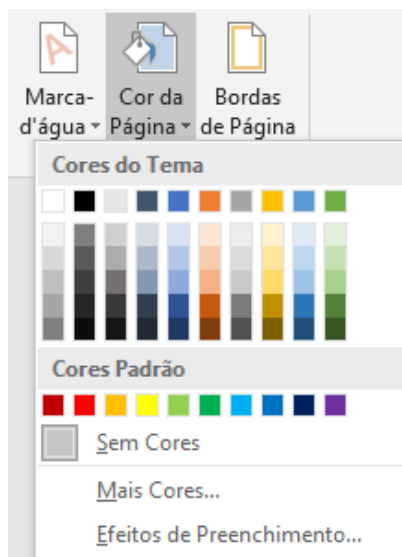 Marca- Cor da Bordas
d'água Página de Página
Cores do Tema
Cores Padrão
Sem Cores
Mais Cores...
Efeitos de Preenchimento...